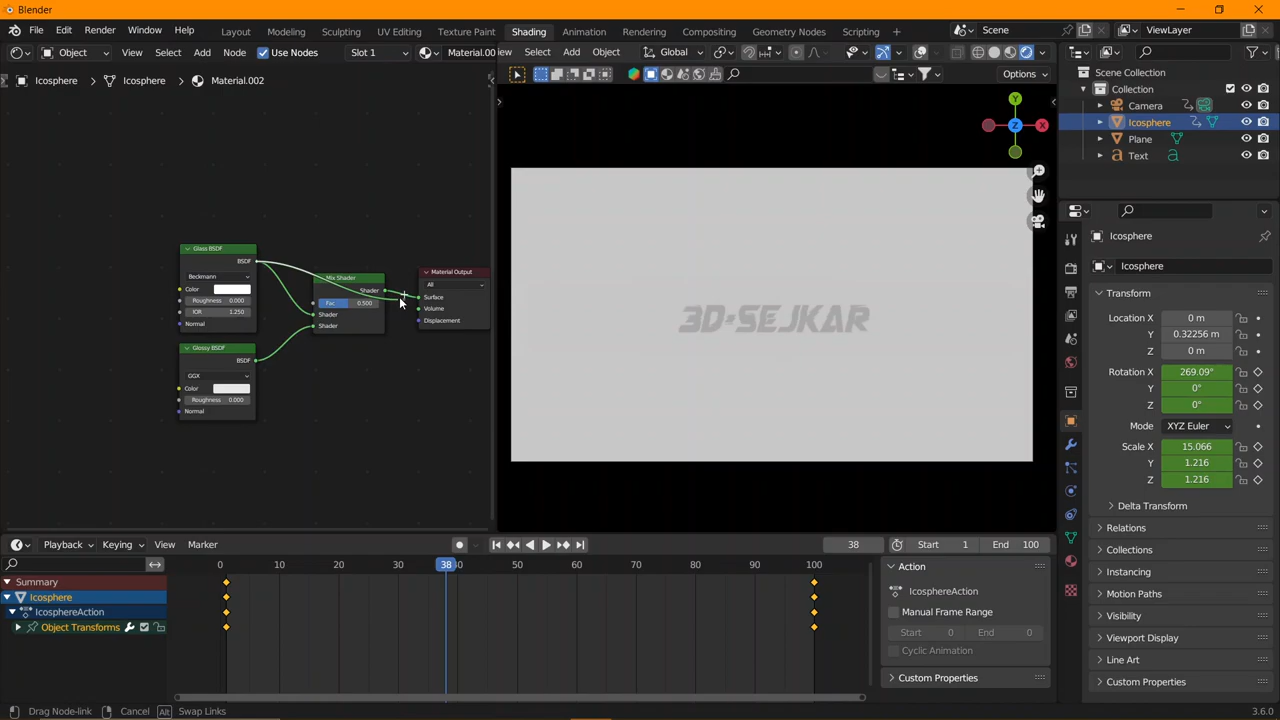 Blender
File Edit Render Window Help Layout Modeling Sculpting UV Editing Texture Paint Shading Animation Rendering Compositing Geometry Nodes Scripting Scene ViewLayer
Object View Select Add Node Use Nodes Slot 1 Material.00 Select Add Object Global
Options
Icosphere Icosphere Material.002
Scene Collection
Collection
Camera
Icosphere
Plane
Text
Y
Z
X
Glass BSDF
BSDF
Beckmann
Color
Roughness 0.000
IOR 1.250
Normal
Glossy BSDF
BSDF
GGX
Color
Roughness 0.000
Normal
Mix Shader
Shader
Fac 0.500
Shader
Shader
Material Output
All
Surface
Volume
Displacement
3D-SEJKAR
Icosphere
Icosphere
Transform
Location X 0 m
Y 0.32256 m
Z 0 m
Rotation X 269.09°
Y 0°
Z 0°
Mode XYZ Euler
Scale X 15.066
Y 1.216
Z 1.216
Delta Transform
Relations
Collections
Instancing
Motion Paths
Visibility
Viewport Display
Line Art
Custom Properties
Playback Keying View Marker 38 Start 1 End 100
0 10 20 30 38 40 50 60 70 80 90 100
Summary
Icosphere
IcosphereAction
Object Transforms
Action
IcosphereAction
Manual Frame Range
Start 0 End 0
Cyclic Animation
Custom Properties
Drag Node-link Cancel Alt Swap Links 3.6.0